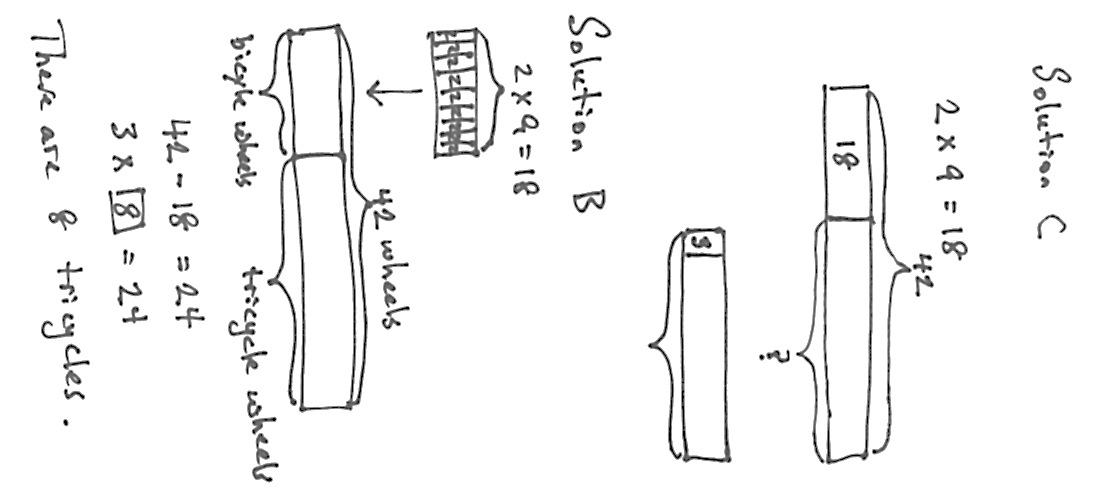 Solution C
2 × 9 = 18
42
18
?
3
Solution B
2 × 9 = 18
42 wheels
bicycle wheels tricycle wheels
42 - 18 = 24
3 × 8 = 24
There are 8 tricycles.